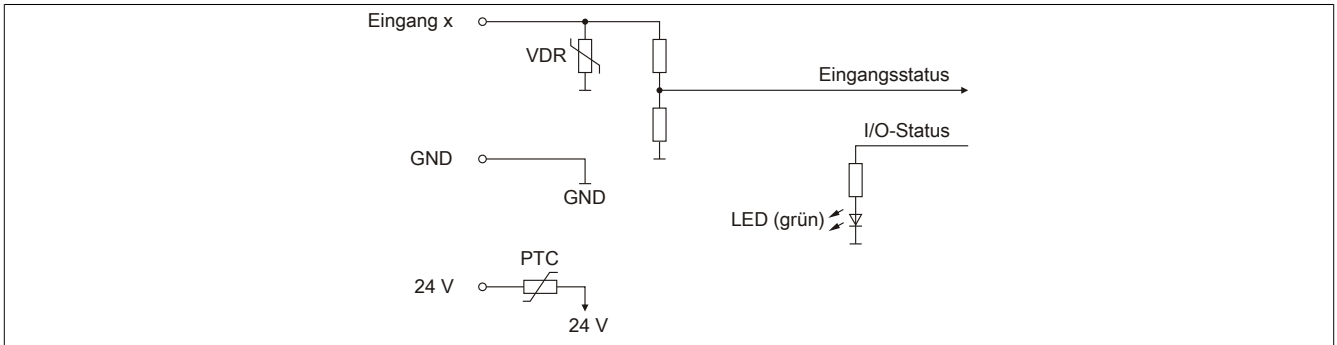 Eingang x
VDR
Eingangsstatus
I/O-Status
GND
GND
LED (grün)
PTC
24 V
24 V